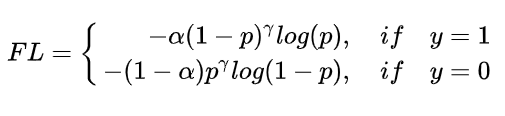 FL = { -α(1 - p)^γ log(p), if y = 1
-(1 - α)p^γ log(1 - p), if y = 0